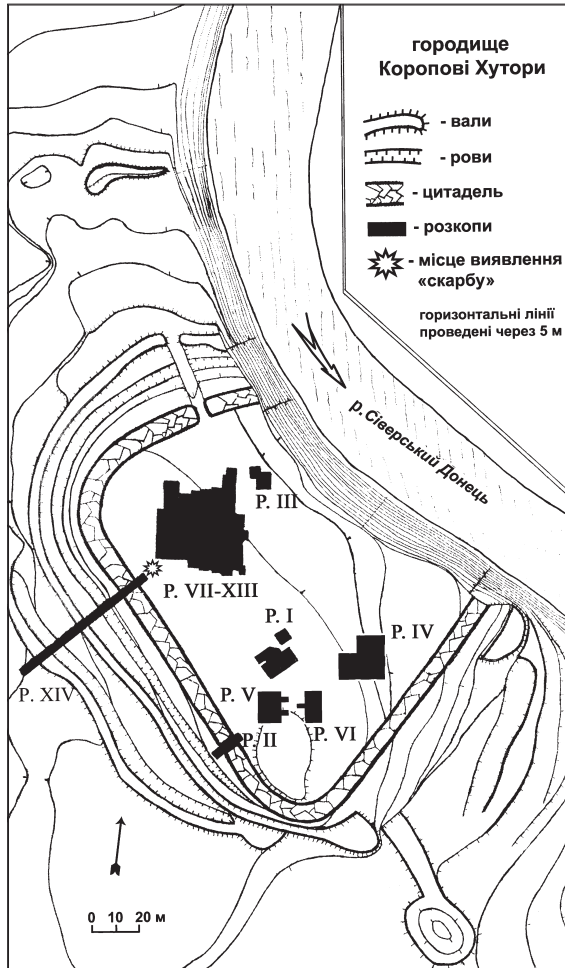 городище
Коропові Хутори
- вали
- рови
- цитадель
- розкопи
- місце виявлення
«скарбу»
горизонтальні лінії
проведені через 5 м
р. Сіверський Донець
Р. III
Р. VII-XIII
Р. I
Р. IV
Р. XIV
Р. V
Р. VI
Р. II
0 10 20 м